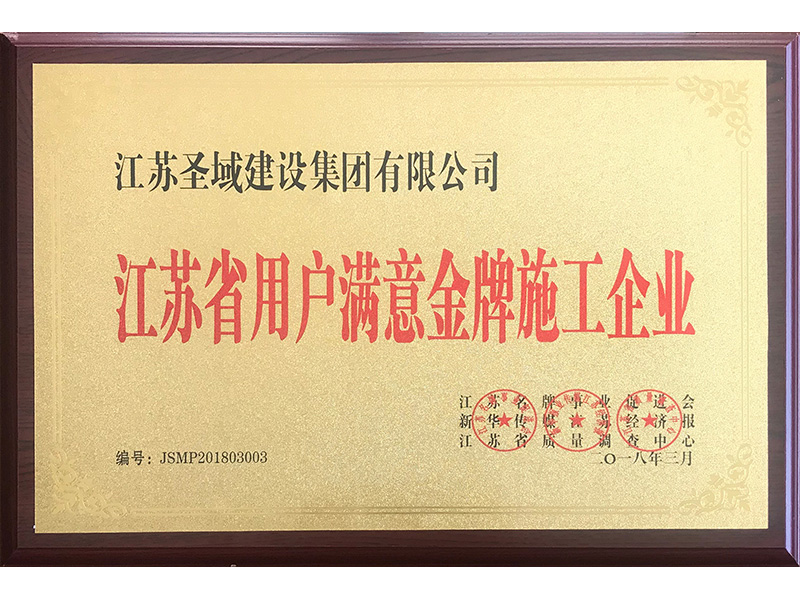 江苏圣域建设集团有限公司
江苏省用户满意金牌施工企业
江苏名牌事业促进会
新华传媒江苏经济报
江苏省质量调查中心
编号：JSMP201803003
二〇一八年三月